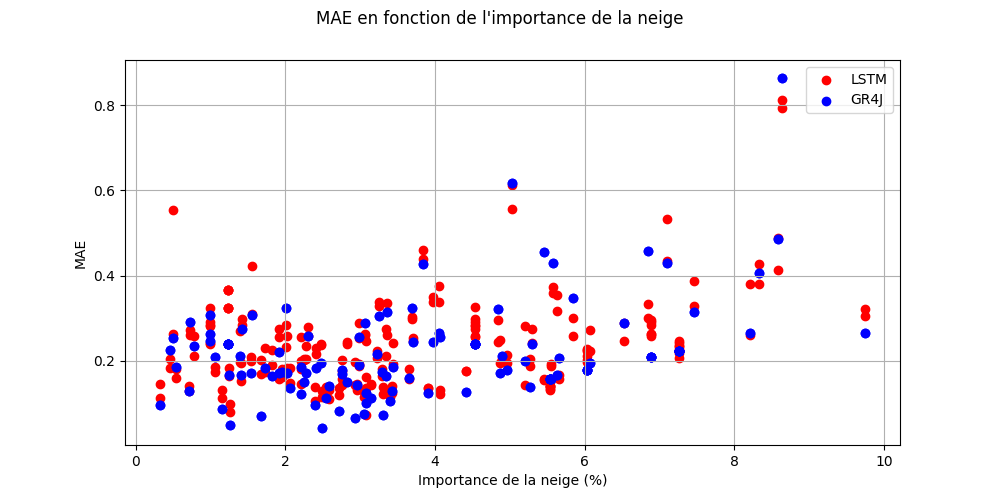 MAE en fonction de l'importance de la neige
LSTM
GR4J
0.8
0.6
0.4
0.2
MAE
0
2
4
6
8
10
Importance de la neige (%)